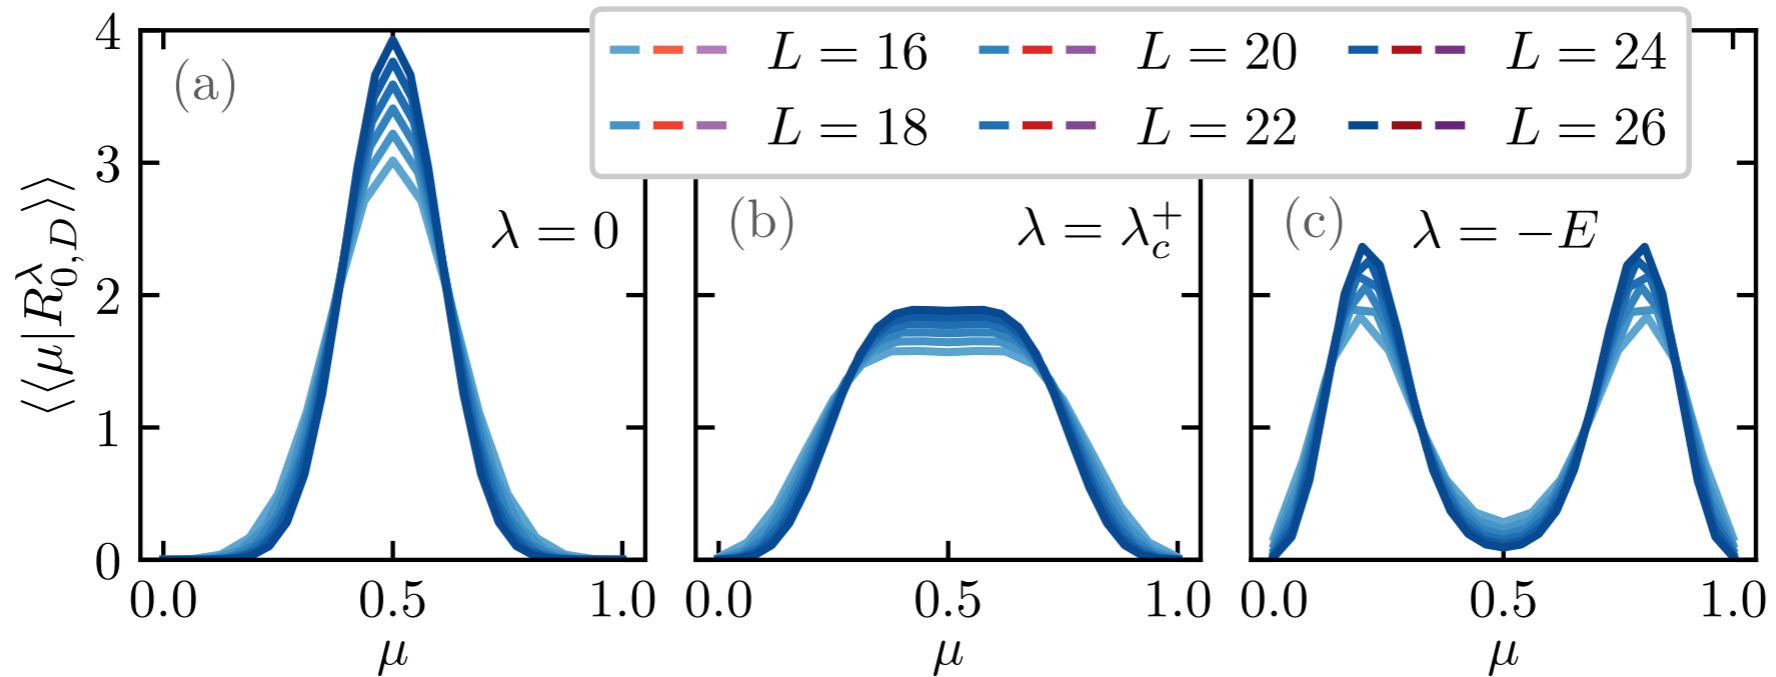 L = 16 L = 20 L = 24
L = 18 L = 22 L = 26
(a) λ = 0
(b) λ = λ_c^+
(c) λ = −E
⟨⟨μ|R_{0,D}^λ⟩⟩
4
3
2
1
0
0.0 0.5 1.0 0.0 0.5 1.0 0.0 0.5 1.0
μ μ μ